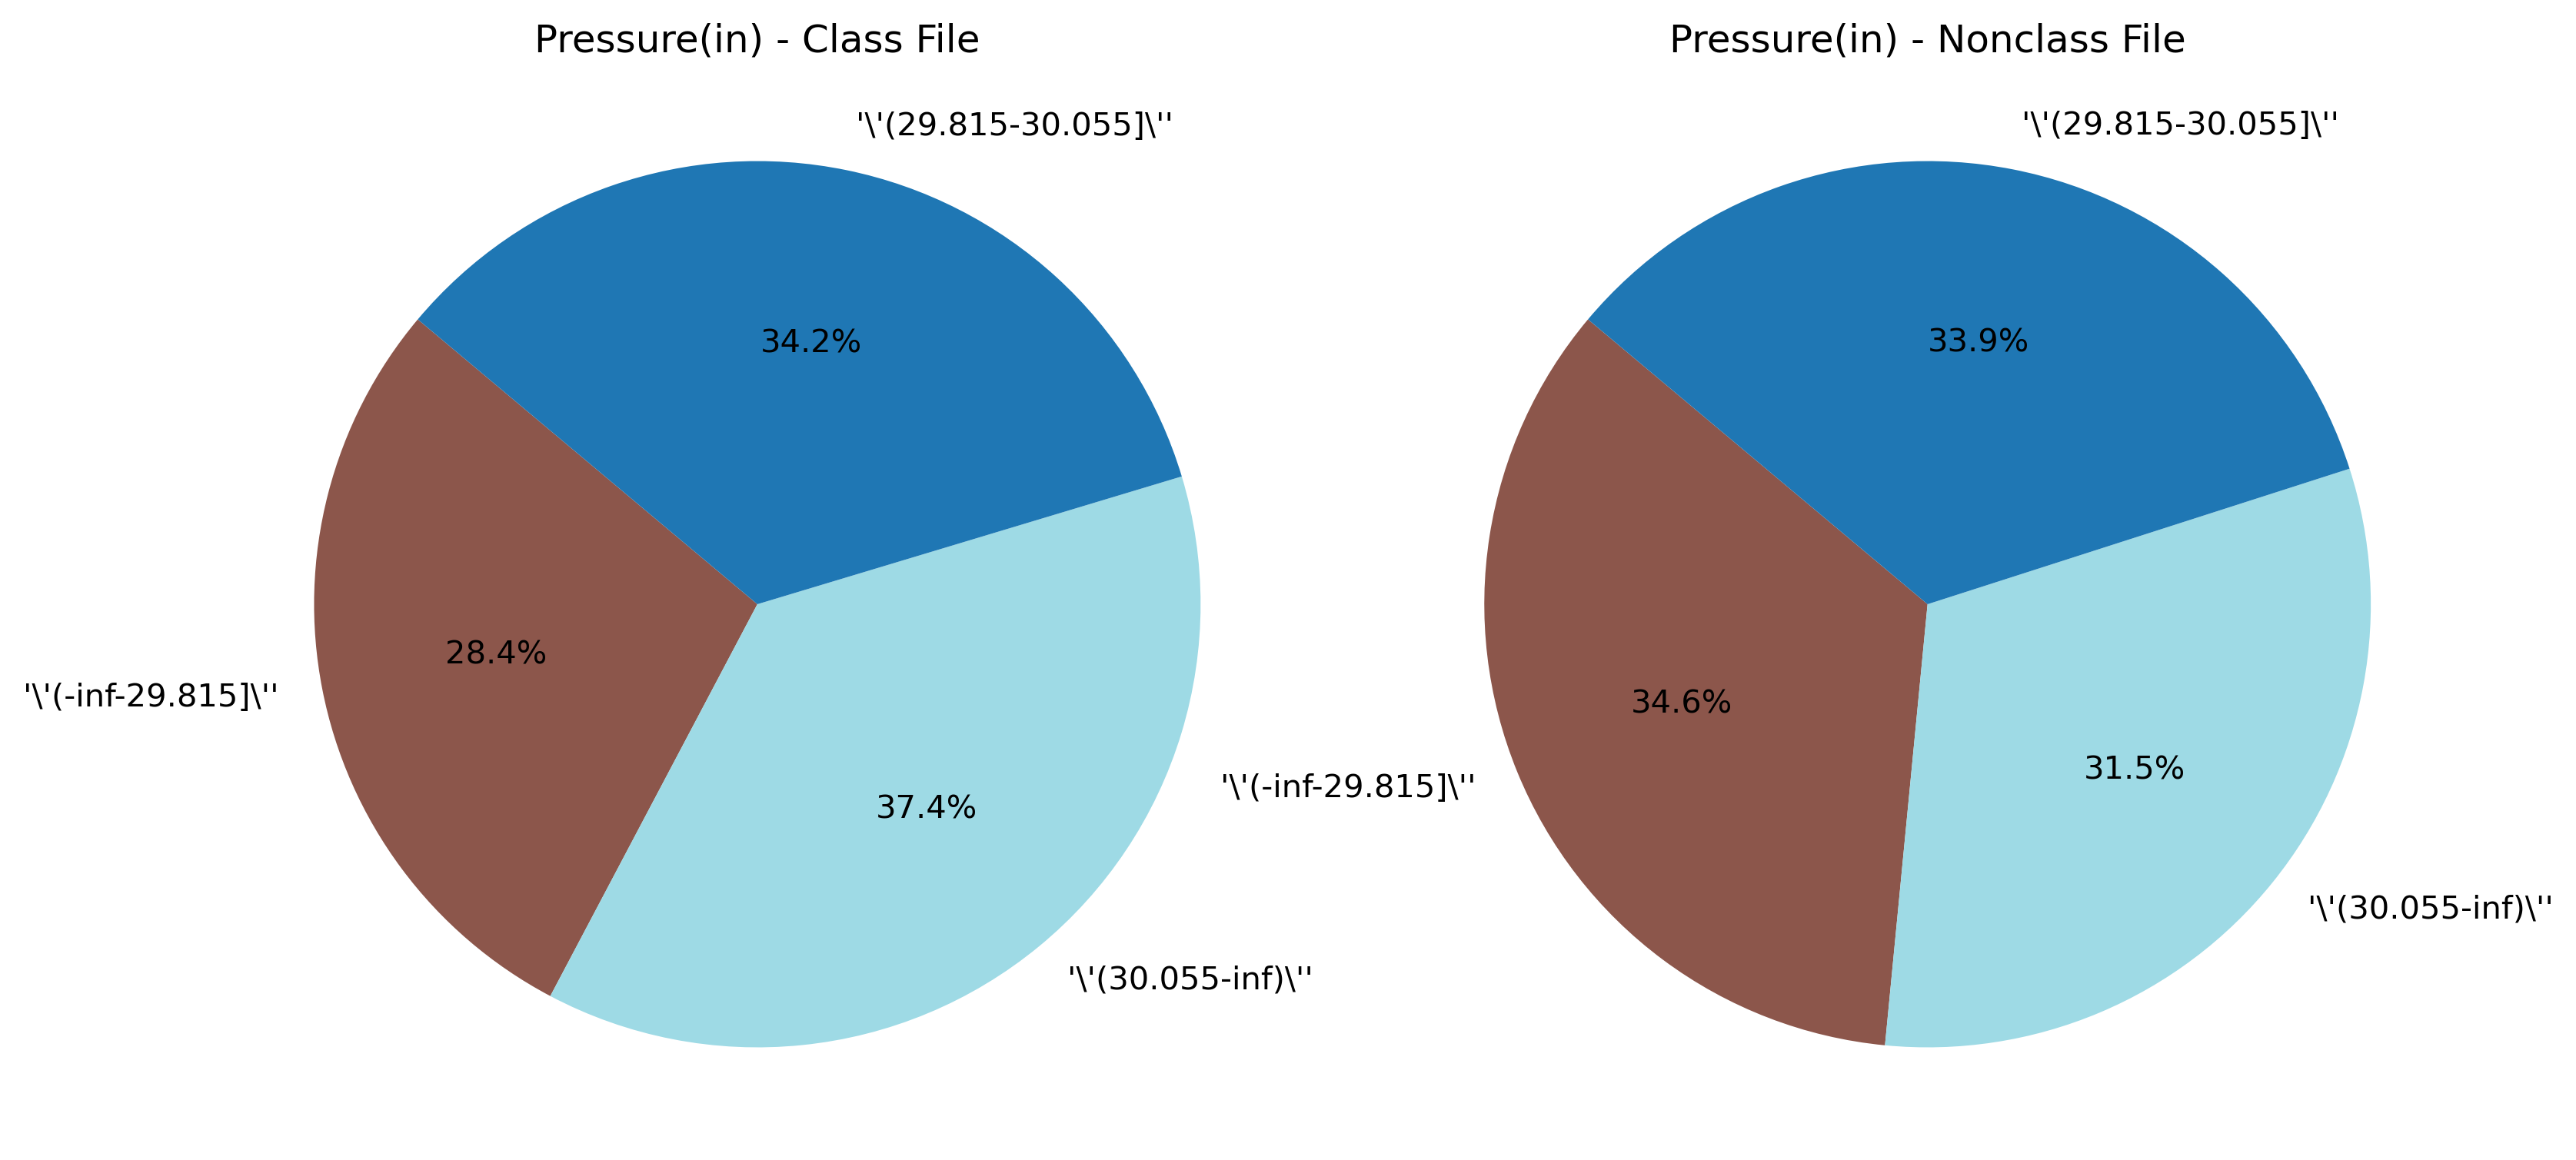 Pressure(in) - Class File
'\'(29.815-30.055]\''
34.2%
28.4%
'\'(-inf-29.815]\''
37.4%
'\'(30.055-inf)\''
Pressure(in) - Nonclass File
'\'(29.815-30.055]\''
33.9%
34.6%
'\'(-inf-29.815]\''
31.5%
'\'(30.055-inf)\''